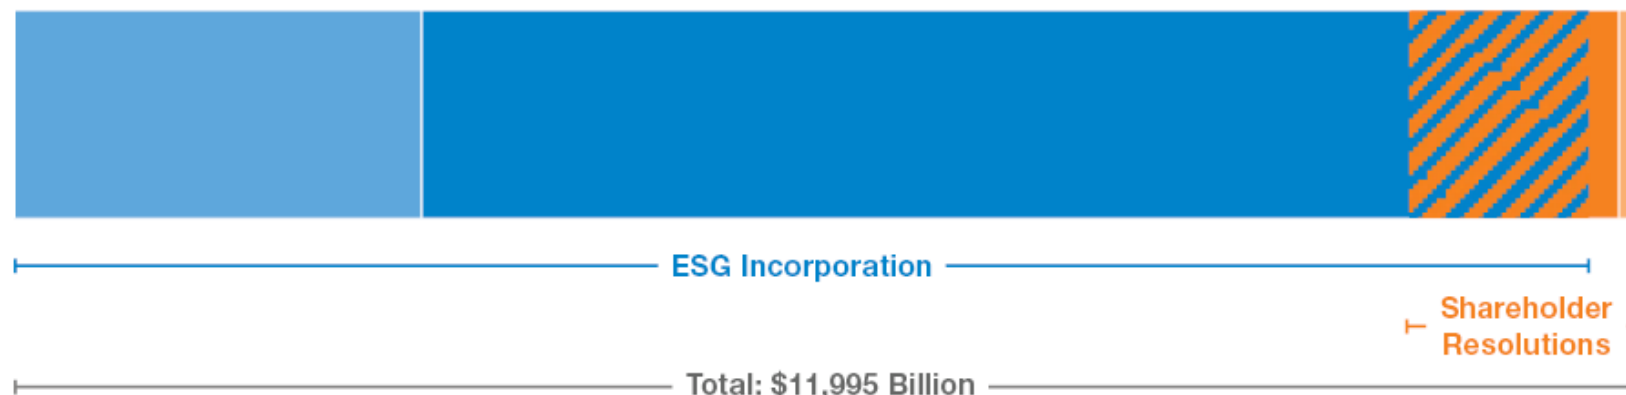 ESG Incorporation
Shareholder
Resolutions
Total: $11,995 Billion